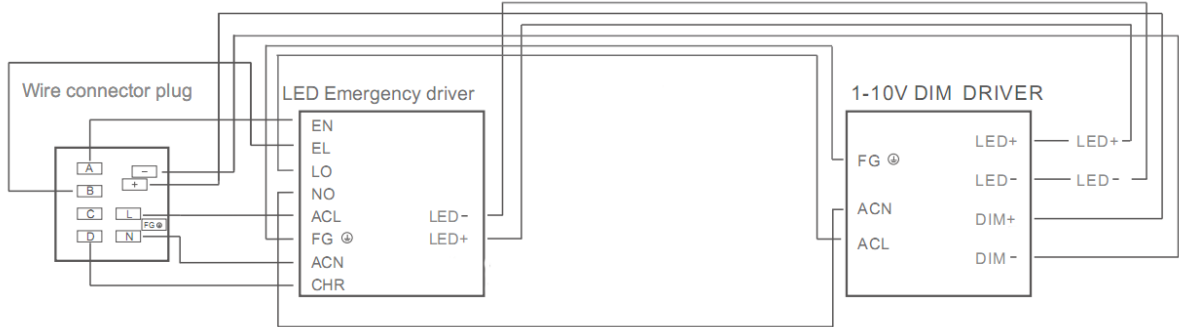 Wire connector plug
A
B
C
D
−
+
L
FG ⏚
N
LED Emergency driver
EN
EL
LO
NO
ACL
FG ⏚
ACN
CHR
LED−
LED+
1-10V DIM DRIVER
FG ⏚
ACN
ACL
LED+
LED−
DIM+
DIM−
LED+
LED−